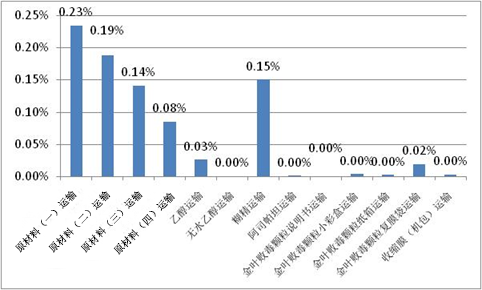 0.25%
0.20%
0.15%
0.10%
0.05%
0.00%
0.23%
0.19%
0.14%
0.08%
0.03%
0.00%
0.15%
0.00%
0.00%
0.00%
0.00%
0.02%
0.00%
原材料（一）运输
原材料（二）运输
原材料（三）运输
原材料（四）运输
乙醇运输
无水乙醇运输
糊精运输
阿司帕坦运输
金叶败毒颗粒说明书运输
金叶败毒颗粒小彩盒运输
金叶败毒颗粒纸箱运输
金叶败毒颗粒复膜袋运输
收缩膜（机包）运输